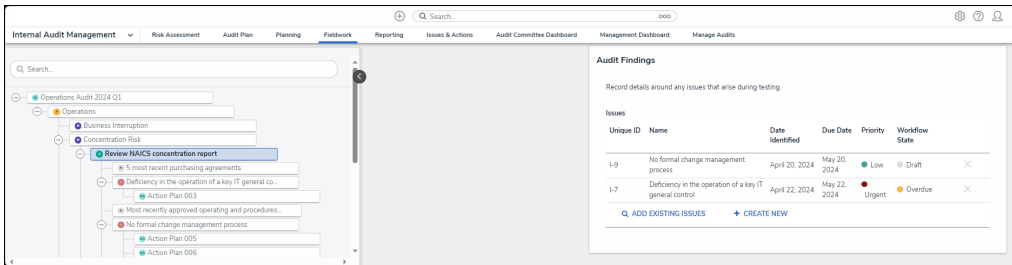 Search...
Internal Audit Management
Risk Assessment
Audit Plan
Planning
Fieldwork
Reporting
Issues & Actions
Audit Committee Dashboard
Management Dashboard
Manage Audits
Search...
Operations Audit 2024 Q1
Operations
Business Interruption
Concentration Risk
Review NAICS concentration report
5 most recent purchasing agreements
Deficiency in the operation of a key IT general co...
Action Plan 003
Most recently approved operating and procedures...
No formal change management process
Action Plan 005
Action Plan 006
Audit Findings
Record details around any issues that arise during testing.
Issues
Unique ID Name Date Identified Due Date Priority Workflow State
I-9 No formal change management process April 20, 2024 May 20, 2024 Low Draft
I-7 Deficiency in the operation of a key IT general control April 22, 2024 May 22, 2024 Urgent Overdue
ADD EXISTING ISSUES + CREATE NEW